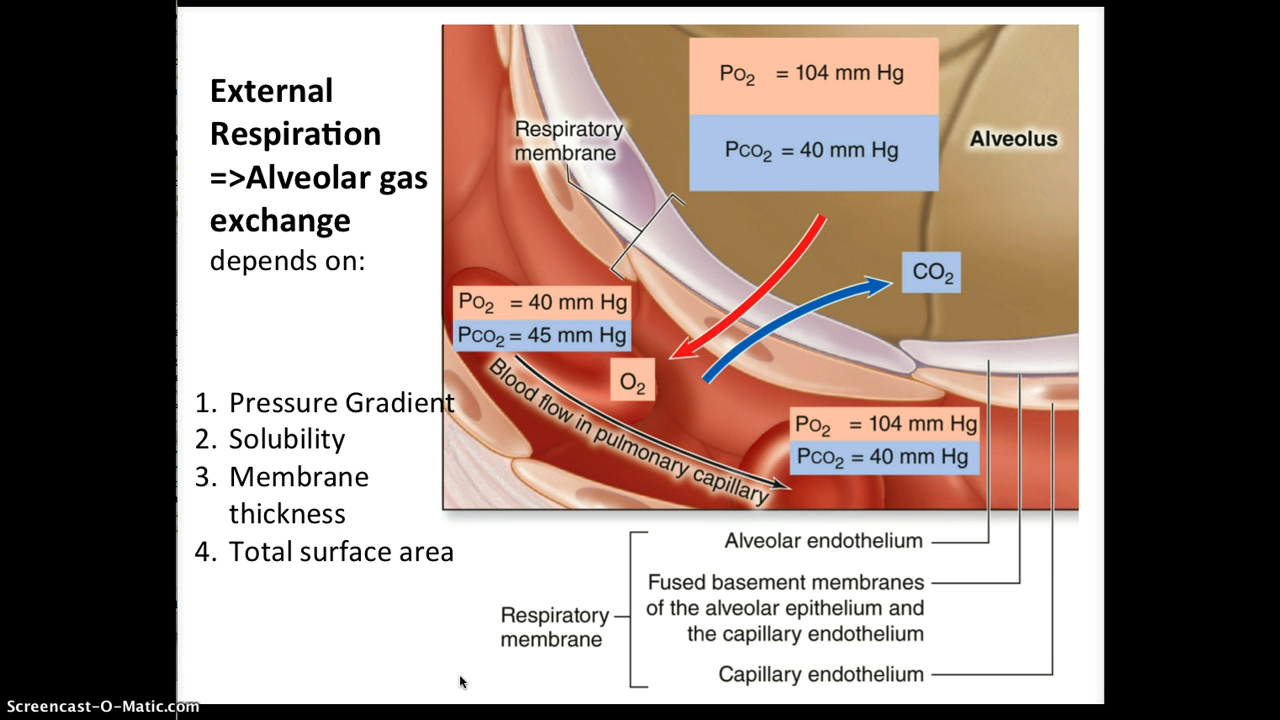 External
Respiration
=>Alveolar gas
exchange
depends on:
1. Pressure Gradient
2. Solubility
3. Membrane
thickness
4. Total surface area
Respiratory
membrane
PO2 = 104 mm Hg
PCO2 = 40 mm Hg
Alveolus
CO2
PO2 = 40 mm Hg
PCO2 = 45 mm Hg
O2
Blood flow in pulmonary capillary
PO2 = 104 mm Hg
PCO2 = 40 mm Hg
Respiratory
membrane
Alveolar endothelium
Fused basement membranes
of the alveolar epithelium and
the capillary endothelium
Capillary endothelium
Screencast-O-Matic.com